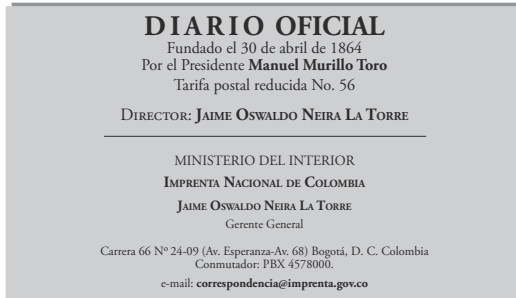 DIARIO OFICIAL
Fundado el 30 de abril de 1864
Por el Presidente Manuel Murillo Toro
Tarifa postal reducida No. 56
Director: Jaime Oswaldo Neira La Torre
MINISTERIO DEL INTERIOR
Imprenta Nacional de Colombia
Jaime Oswaldo Neira La Torre
Gerente General
Carrera 66 Nº 24-09 (Av. Esperanza-Av. 68) Bogotá, D. C. Colombia
Conmutador: PBX 4578000.
e-mail: correspondencia@imprenta.gov.co